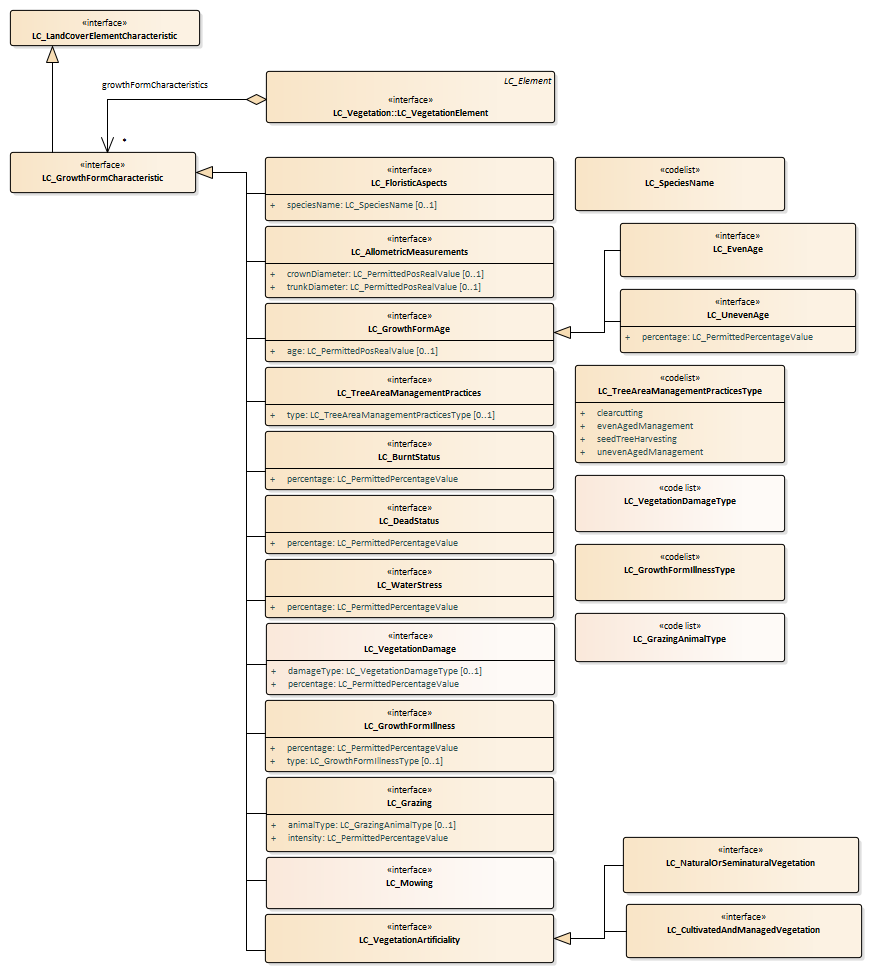 «interface»
LC_LandCoverElementCharacteristic
growthFormCharacteristics
LC_Element
«interface»
LC_Vegetation::LC_VegetationElement
*
«interface»
LC_GrowthFormCharacteristic
«interface»
LC_FloristicAspects
+ speciesName: LC_SpeciesName [0..1]
«codelist»
LC_SpeciesName
«interface»
LC_AllometricMeasurements
+ crownDiameter: LC_PermittedPosRealValue [0..1]
+ trunkDiameter: LC_PermittedPosRealValue [0..1]
«interface»
LC_EvenAge
«interface»
LC_GrowthFormAge
+ age: LC_PermittedPosRealValue [0..1]
«interface»
LC_UnevenAge
+ percentage: LC_PermittedPercentageValue
«interface»
LC_TreeAreaManagementPractices
+ type: LC_TreeAreaManagementPracticesType [0..1]
«codelist»
LC_TreeAreaManagementPracticesType
+ clearcutting
+ evenAgedManagement
+ seedTreeHarvesting
+ unevenAgedManagement
«interface»
LC_BurntStatus
+ percentage: LC_PermittedPercentageValue
«code list»
LC_VegetationDamageType
«interface»
LC_DeadStatus
+ percentage: LC_PermittedPercentageValue
«codelist»
LC_GrowthFormIllnessType
«interface»
LC_WaterStress
+ percentage: LC_PermittedPercentageValue
«code list»
LC_GrazingAnimalType
«interface»
LC_VegetationDamage
+ damageType: LC_VegetationDamageType [0..1]
+ percentage: LC_PermittedPercentageValue
«interface»
LC_GrowthFormIllness
+ percentage: LC_PermittedPercentageValue
+ type: LC_GrowthFormIllnessType [0..1]
«interface»
LC_Grazing
+ animalType: LC_GrazingAnimalType [0..1]
+ intensity: LC_PermittedPercentageValue
«interface»
LC_Mowing
«interface»
LC_NaturalOrSeminaturalVegetation
«interface»
LC_VegetationArtificiality
«interface»
LC_CultivatedAndManagedVegetation